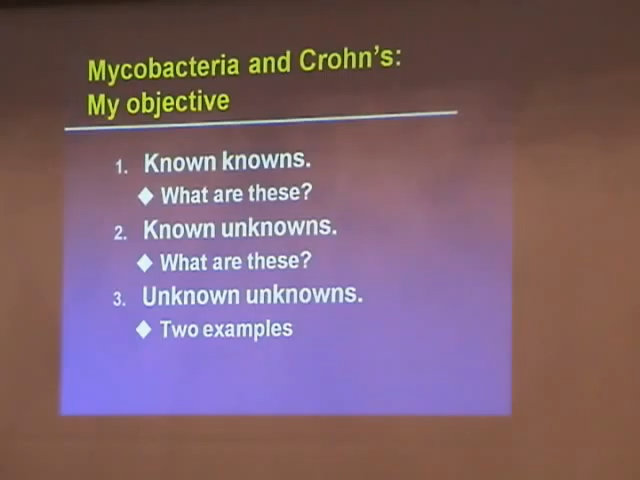 Mycobacteria and Crohn's:
My objective
1. Known knowns.
◆ What are these?
2. Known unknowns.
◆ What are these?
3. Unknown unknowns.
◆ Two examples